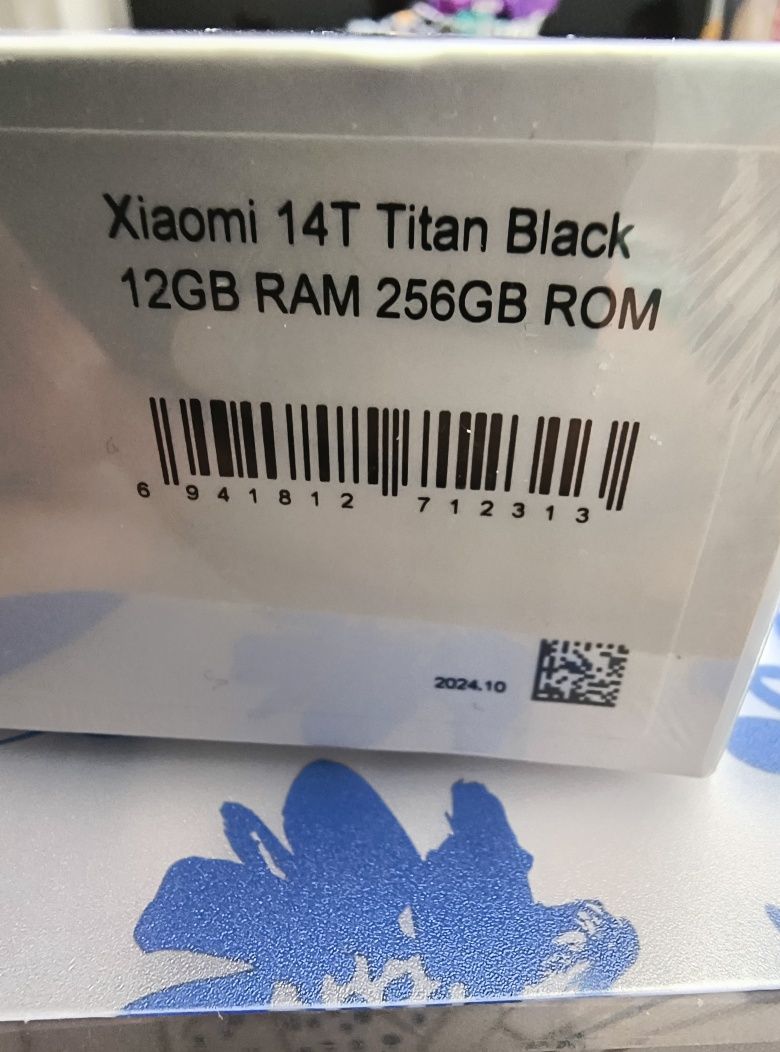 Xiaomi 14T Titan Black
12GB RAM 256GB ROM
6 941812 712313
2024.10